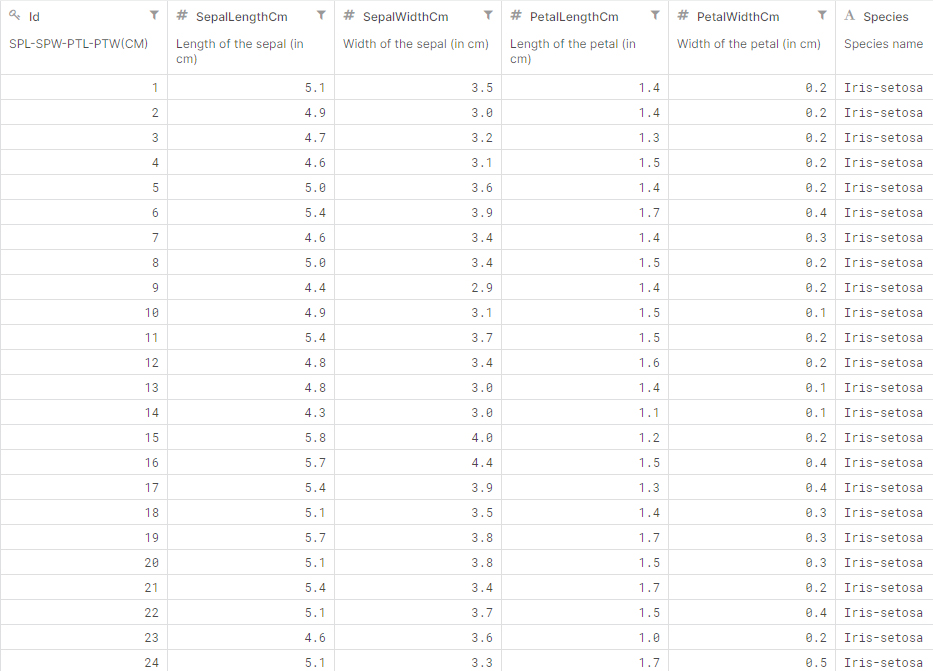 Id # SepalLengthCm # SepalWidthCm # PetalLengthCm # PetalWidthCm A Species
SPL-SPW-PTL-PTW(CM) Length of the sepal (in cm) Width of the sepal (in cm) Length of the petal (in cm) Width of the petal (in cm) Species name
1 5.1 3.5 1.4 0.2 Iris-setosa
2 4.9 3.0 1.4 0.2 Iris-setosa
3 4.7 3.2 1.3 0.2 Iris-setosa
4 4.6 3.1 1.5 0.2 Iris-setosa
5 5.0 3.6 1.4 0.2 Iris-setosa
6 5.4 3.9 1.7 0.4 Iris-setosa
7 4.6 3.4 1.4 0.3 Iris-setosa
8 5.0 3.4 1.5 0.2 Iris-setosa
9 4.4 2.9 1.4 0.2 Iris-setosa
10 4.9 3.1 1.5 0.1 Iris-setosa
11 5.4 3.7 1.5 0.2 Iris-setosa
12 4.8 3.4 1.6 0.2 Iris-setosa
13 4.8 3.0 1.4 0.1 Iris-setosa
14 4.3 3.0 1.1 0.1 Iris-setosa
15 5.8 4.0 1.2 0.2 Iris-setosa
16 5.7 4.4 1.5 0.4 Iris-setosa
17 5.4 3.9 1.3 0.4 Iris-setosa
18 5.1 3.5 1.4 0.3 Iris-setosa
19 5.7 3.8 1.7 0.3 Iris-setosa
20 5.1 3.8 1.5 0.3 Iris-setosa
21 5.4 3.4 1.7 0.2 Iris-setosa
22 5.1 3.7 1.5 0.4 Iris-setosa
23 4.6 3.6 1.0 0.2 Iris-setosa
24 5.1 3.3 1.7 0.5 Iris-setosa